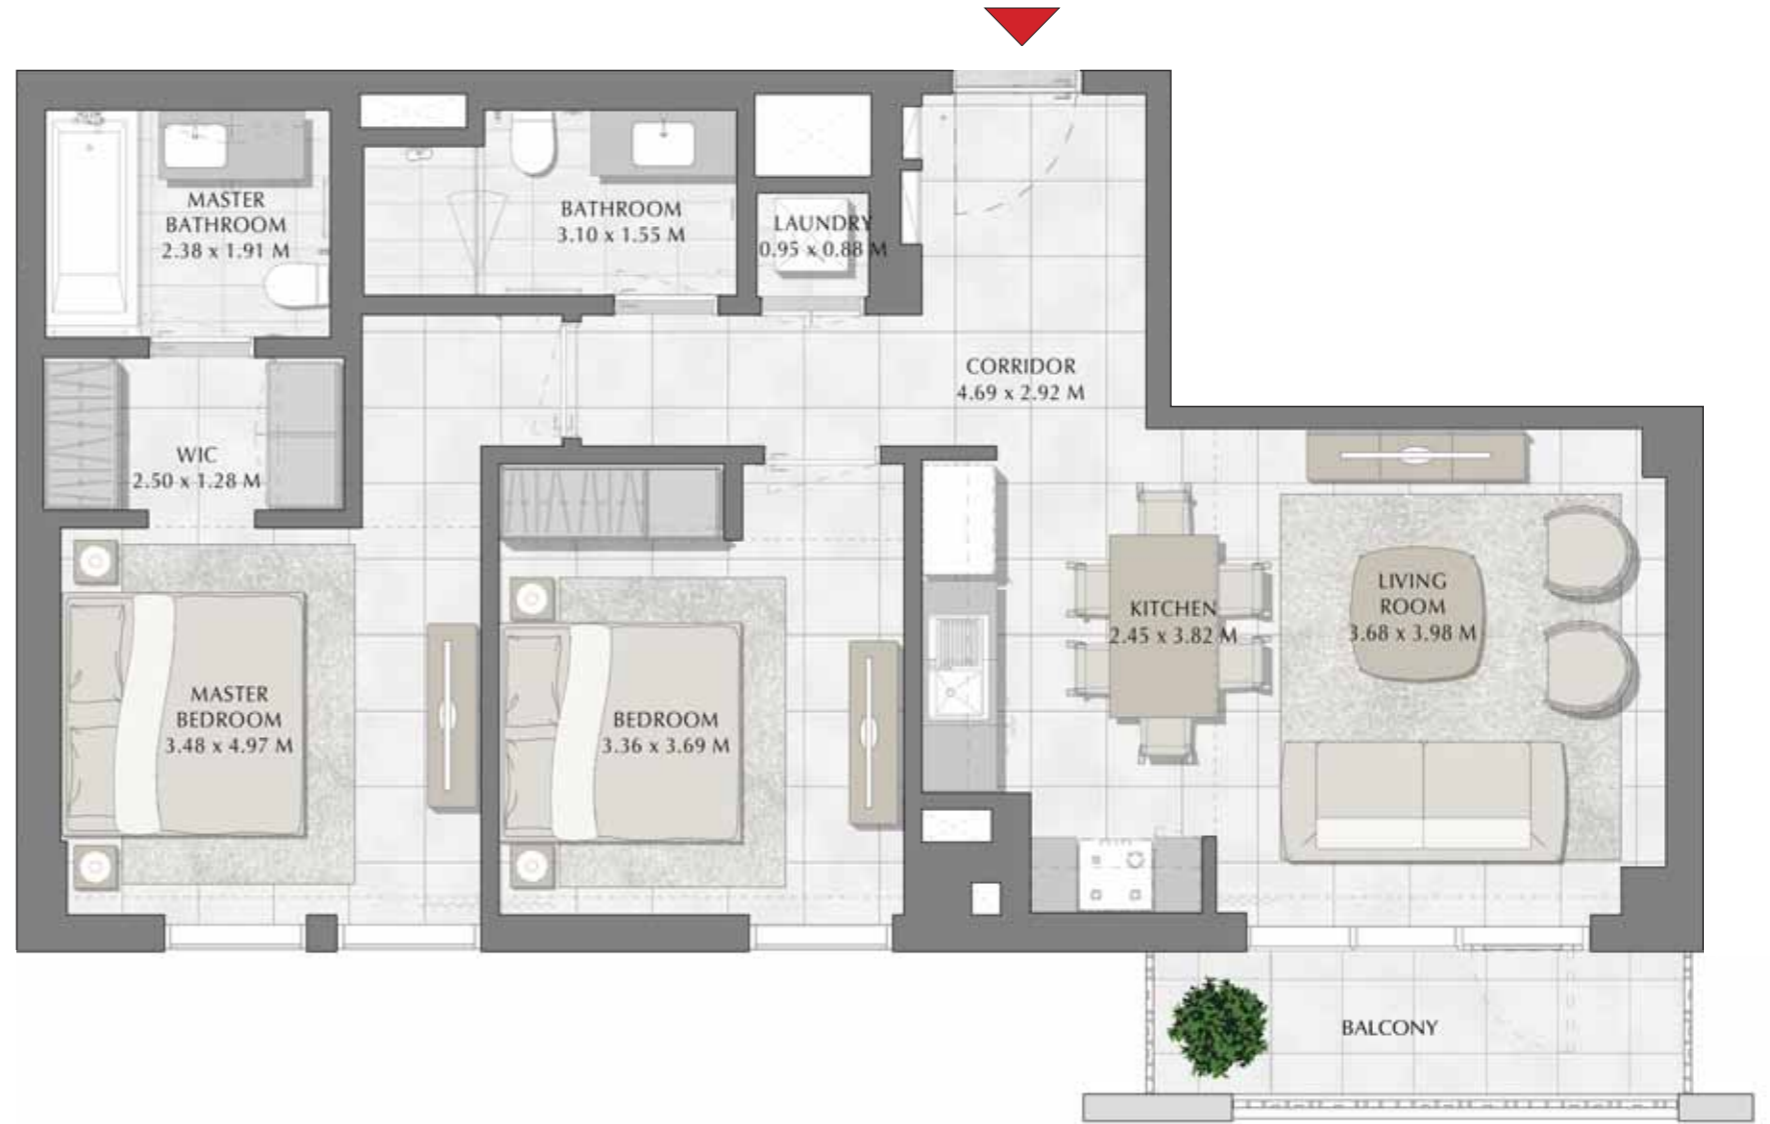 MASTER
BATHROOM
2.38 x 1.91 M
BATHROOM
3.10 x 1.55 M
LAUNDRY
0.95 x 0.88 M
CORRIDOR
4.69 x 2.92 M
WIC
2.50 x 1.28 M
MASTER
BEDROOM
3.48 x 4.97 M
BEDROOM
3.36 x 3.69 M
KITCHEN
2.45 x 3.82 M
LIVING
ROOM
3.68 x 3.98 M
BALCONY